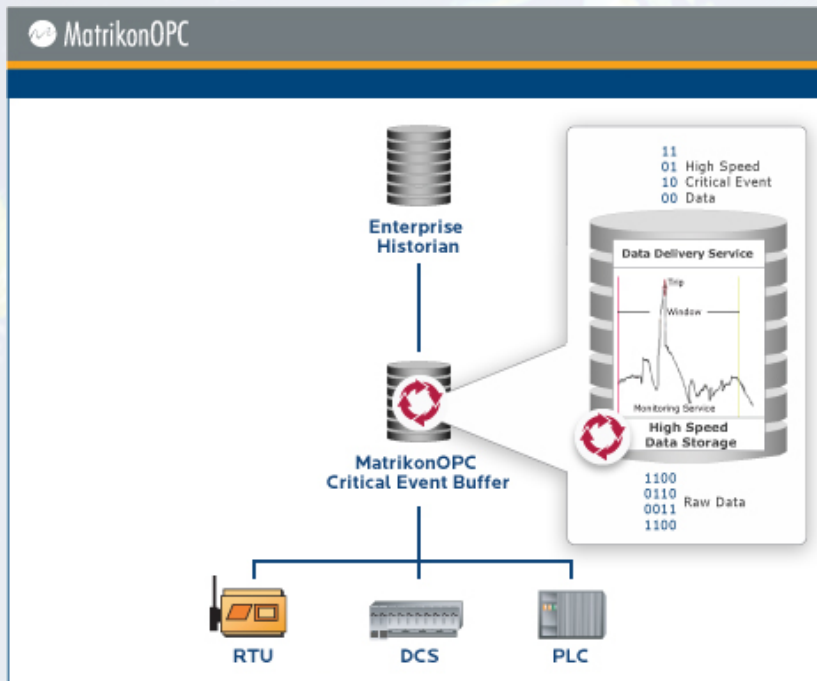 MatrikonOPC
Enterprise
Historian
MatrikonOPC
Critical Event Buffer
RTU
DCS
PLC
11
01 High Speed
10 Critical Event
00 Data
Data Delivery Service
Trip
Window
Monitoring Service
High Speed
Data Storage
1100
0110
Raw Data
0011
1100